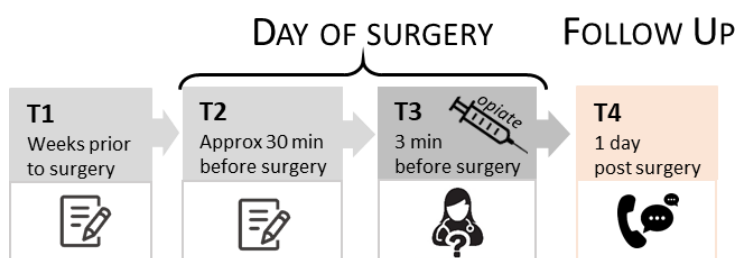 DAY OF SURGERY
FOLLOW UP
T1
Weeks prior
to surgery
T2
Approx 30 min
before surgery
T3
opiate
3 min
before surgery
T4
1 day
post surgery
?